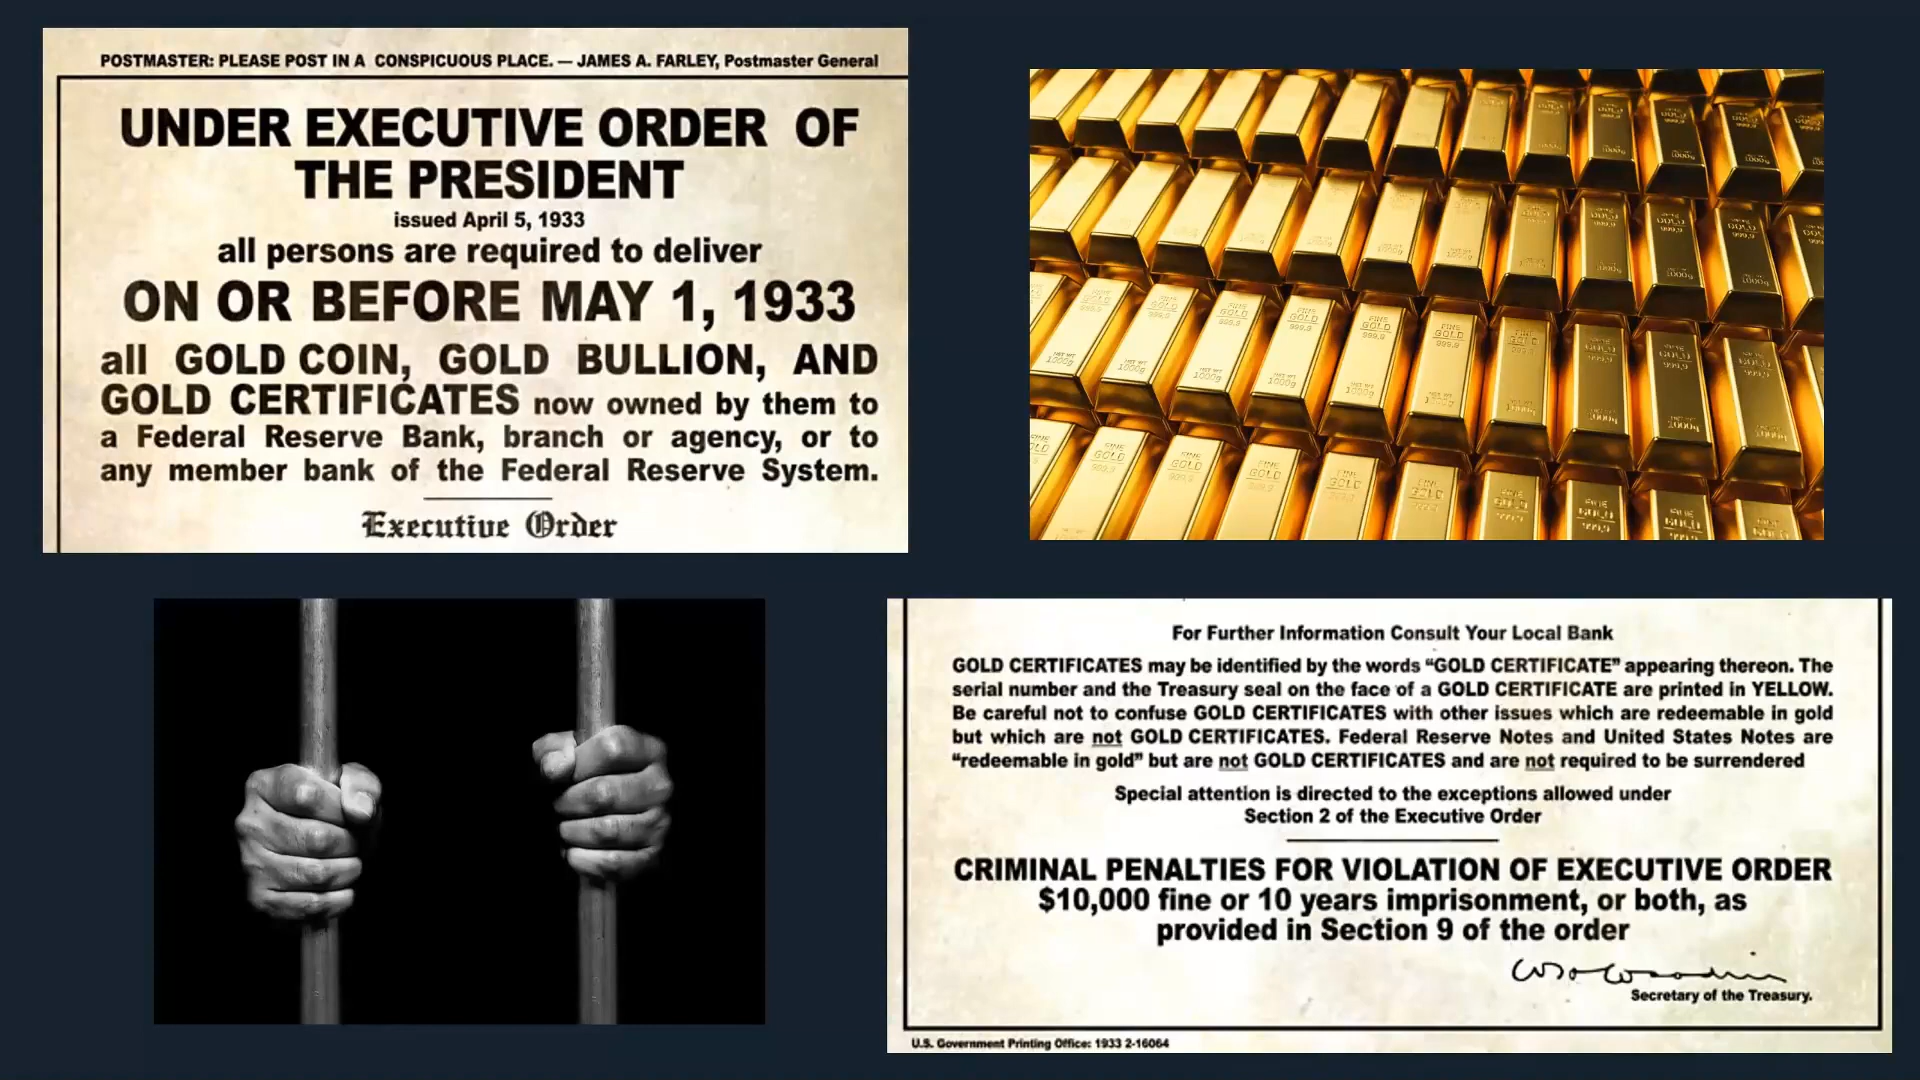 POSTMASTER: PLEASE POST IN A CONSPICUOUS PLACE. — JAMES A. FARLEY, Postmaster General
UNDER EXECUTIVE ORDER OF
THE PRESIDENT
issued April 5, 1933
all persons are required to deliver
ON OR BEFORE MAY 1, 1933
all GOLD COIN, GOLD BULLION, AND
GOLD CERTIFICATES now owned by them to
a Federal Reserve Bank, branch or agency, or to
any member bank of the Federal Reserve System.
Executive Order
FINE
GOLD
999,9
NET WT
1000g
For Further Information Consult Your Local Bank
GOLD CERTIFICATES may be identified by the words “GOLD CERTIFICATE” appearing thereon. The
serial number and the Treasury seal on the face of a GOLD CERTIFICATE are printed in YELLOW.
Be careful not to confuse GOLD CERTIFICATES with other issues which are redeemable in gold
but which are not GOLD CERTIFICATES. Federal Reserve Notes and United States Notes are
“redeemable in gold” but are not GOLD CERTIFICATES and are not required to be surrendered
Special attention is directed to the exceptions allowed under
Section 2 of the Executive Order
CRIMINAL PENALTIES FOR VIOLATION OF EXECUTIVE ORDER
$10,000 fine or 10 years imprisonment, or both, as
provided in Section 9 of the order
Secretary of the Treasury.
U.S. Government Printing Office: 1933 2-16064